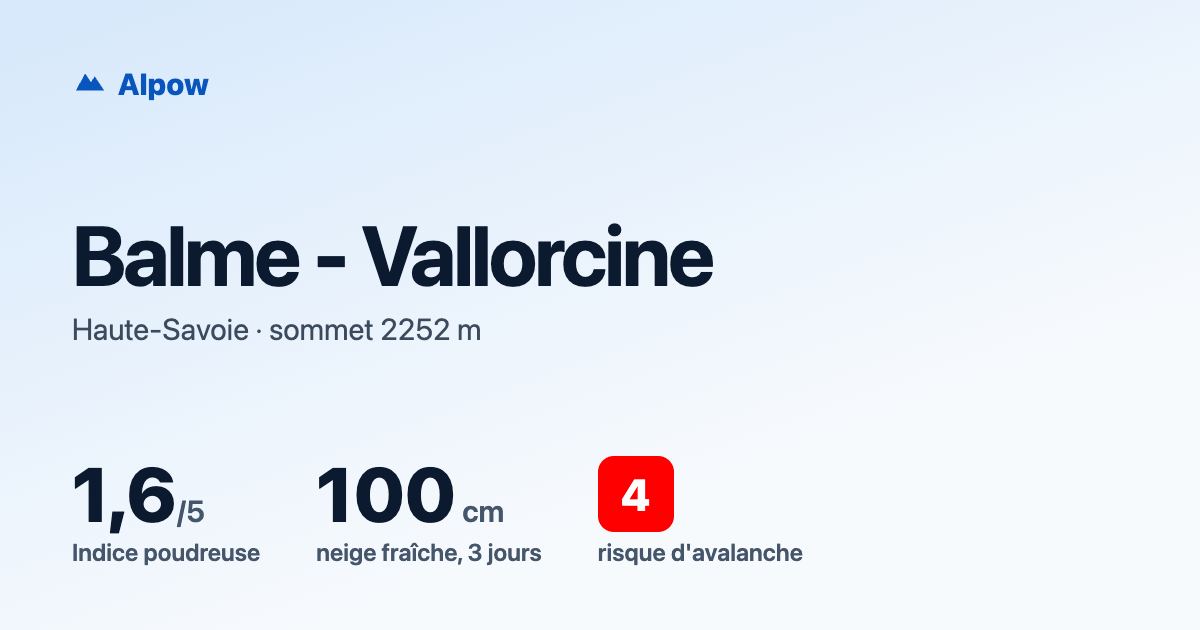 Alpow
Balme - Vallorcine
Haute-Savoie · sommet 2252 m
1,6/5
Indice poudreuse
100 cm
neige fraîche, 3 jours
4
risque d'avalanche